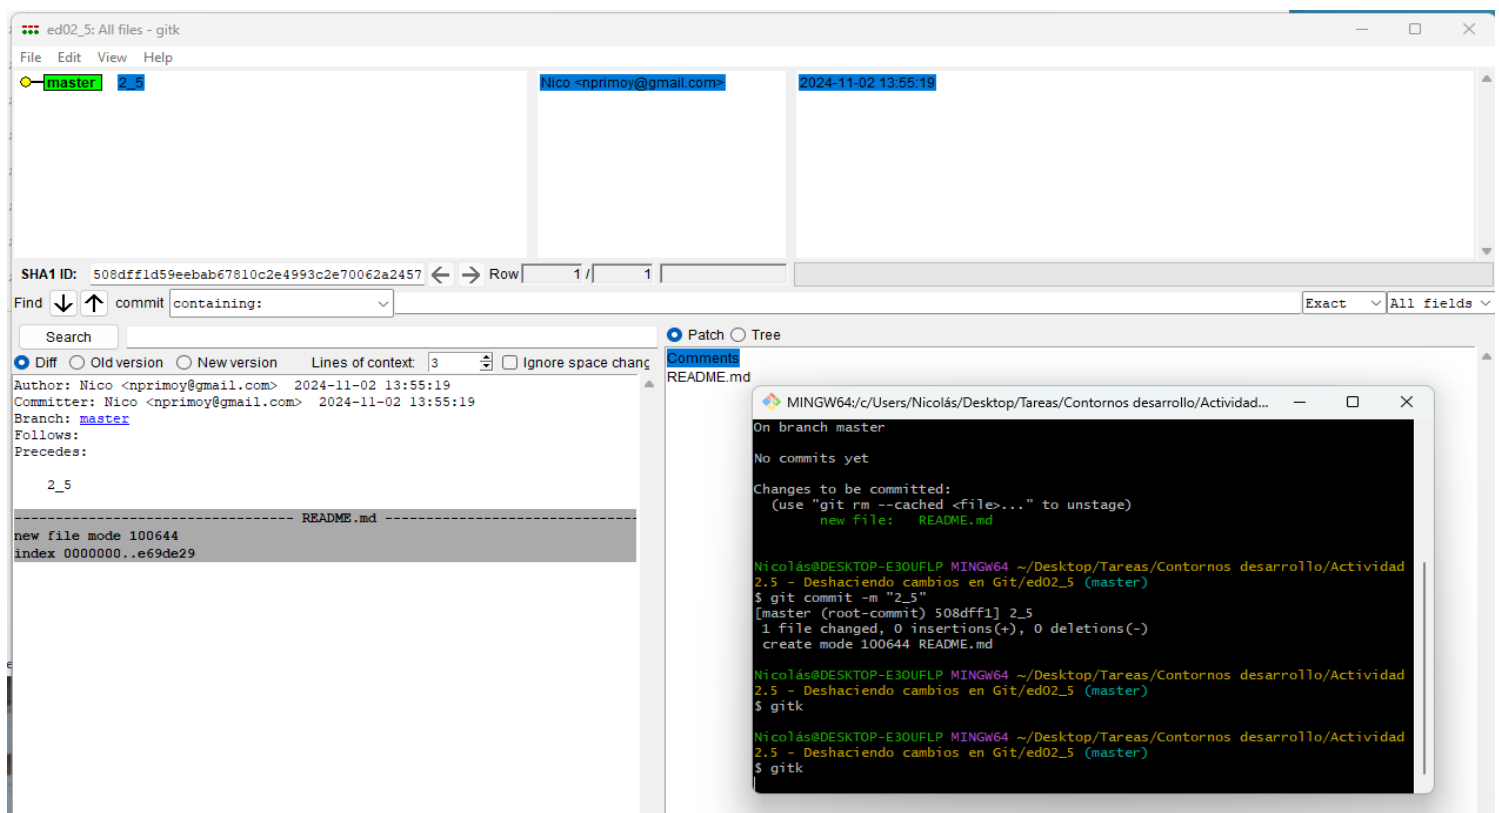 ed02_5: All files - gitk
File Edit View Help
master 2_5 Nico <nprimoy@gmail.com> 2024-11-02 13:55:19
SHA1 ID: 508dff1d59eebab67810c2e4993c2e70062a2457 Row 1 / 1
Find commit containing: Exact All fields
Search Patch Tree
Diff Old version New version Lines of context: 3 Ignore space chang
Comments
README.md
Author: Nico <nprimoy@gmail.com> 2024-11-02 13:55:19
Committer: Nico <nprimoy@gmail.com> 2024-11-02 13:55:19
Branch: master
Follows:
Precedes:
2_5
---------------------------------- README.md -------------------------------
new file mode 100644
index 0000000..e69de29
MINGW64:/c/Users/Nicolás/Desktop/Tareas/Contornos desarrollo/Actividad...
On branch master
No commits yet
Changes to be committed:
(use "git rm --cached <file>..." to unstage)
new file: README.md
Nicolás@DESKTOP-E3OUFLP MINGW64 ~/Desktop/Tareas/Contornos desarrollo/Actividad
2.5 - Deshaciendo cambios en Git/ed02_5 (master)
$ git commit -m "2_5"
[master (root-commit) 508dff1] 2_5
1 file changed, 0 insertions(+), 0 deletions(-)
create mode 100644 README.md
Nicolás@DESKTOP-E3OUFLP MINGW64 ~/Desktop/Tareas/Contornos desarrollo/Actividad
2.5 - Deshaciendo cambios en Git/ed02_5 (master)
$ gitk
Nicolás@DESKTOP-E3OUFLP MINGW64 ~/Desktop/Tareas/Contornos desarrollo/Actividad
2.5 - Deshaciendo cambios en Git/ed02_5 (master)
$ gitk